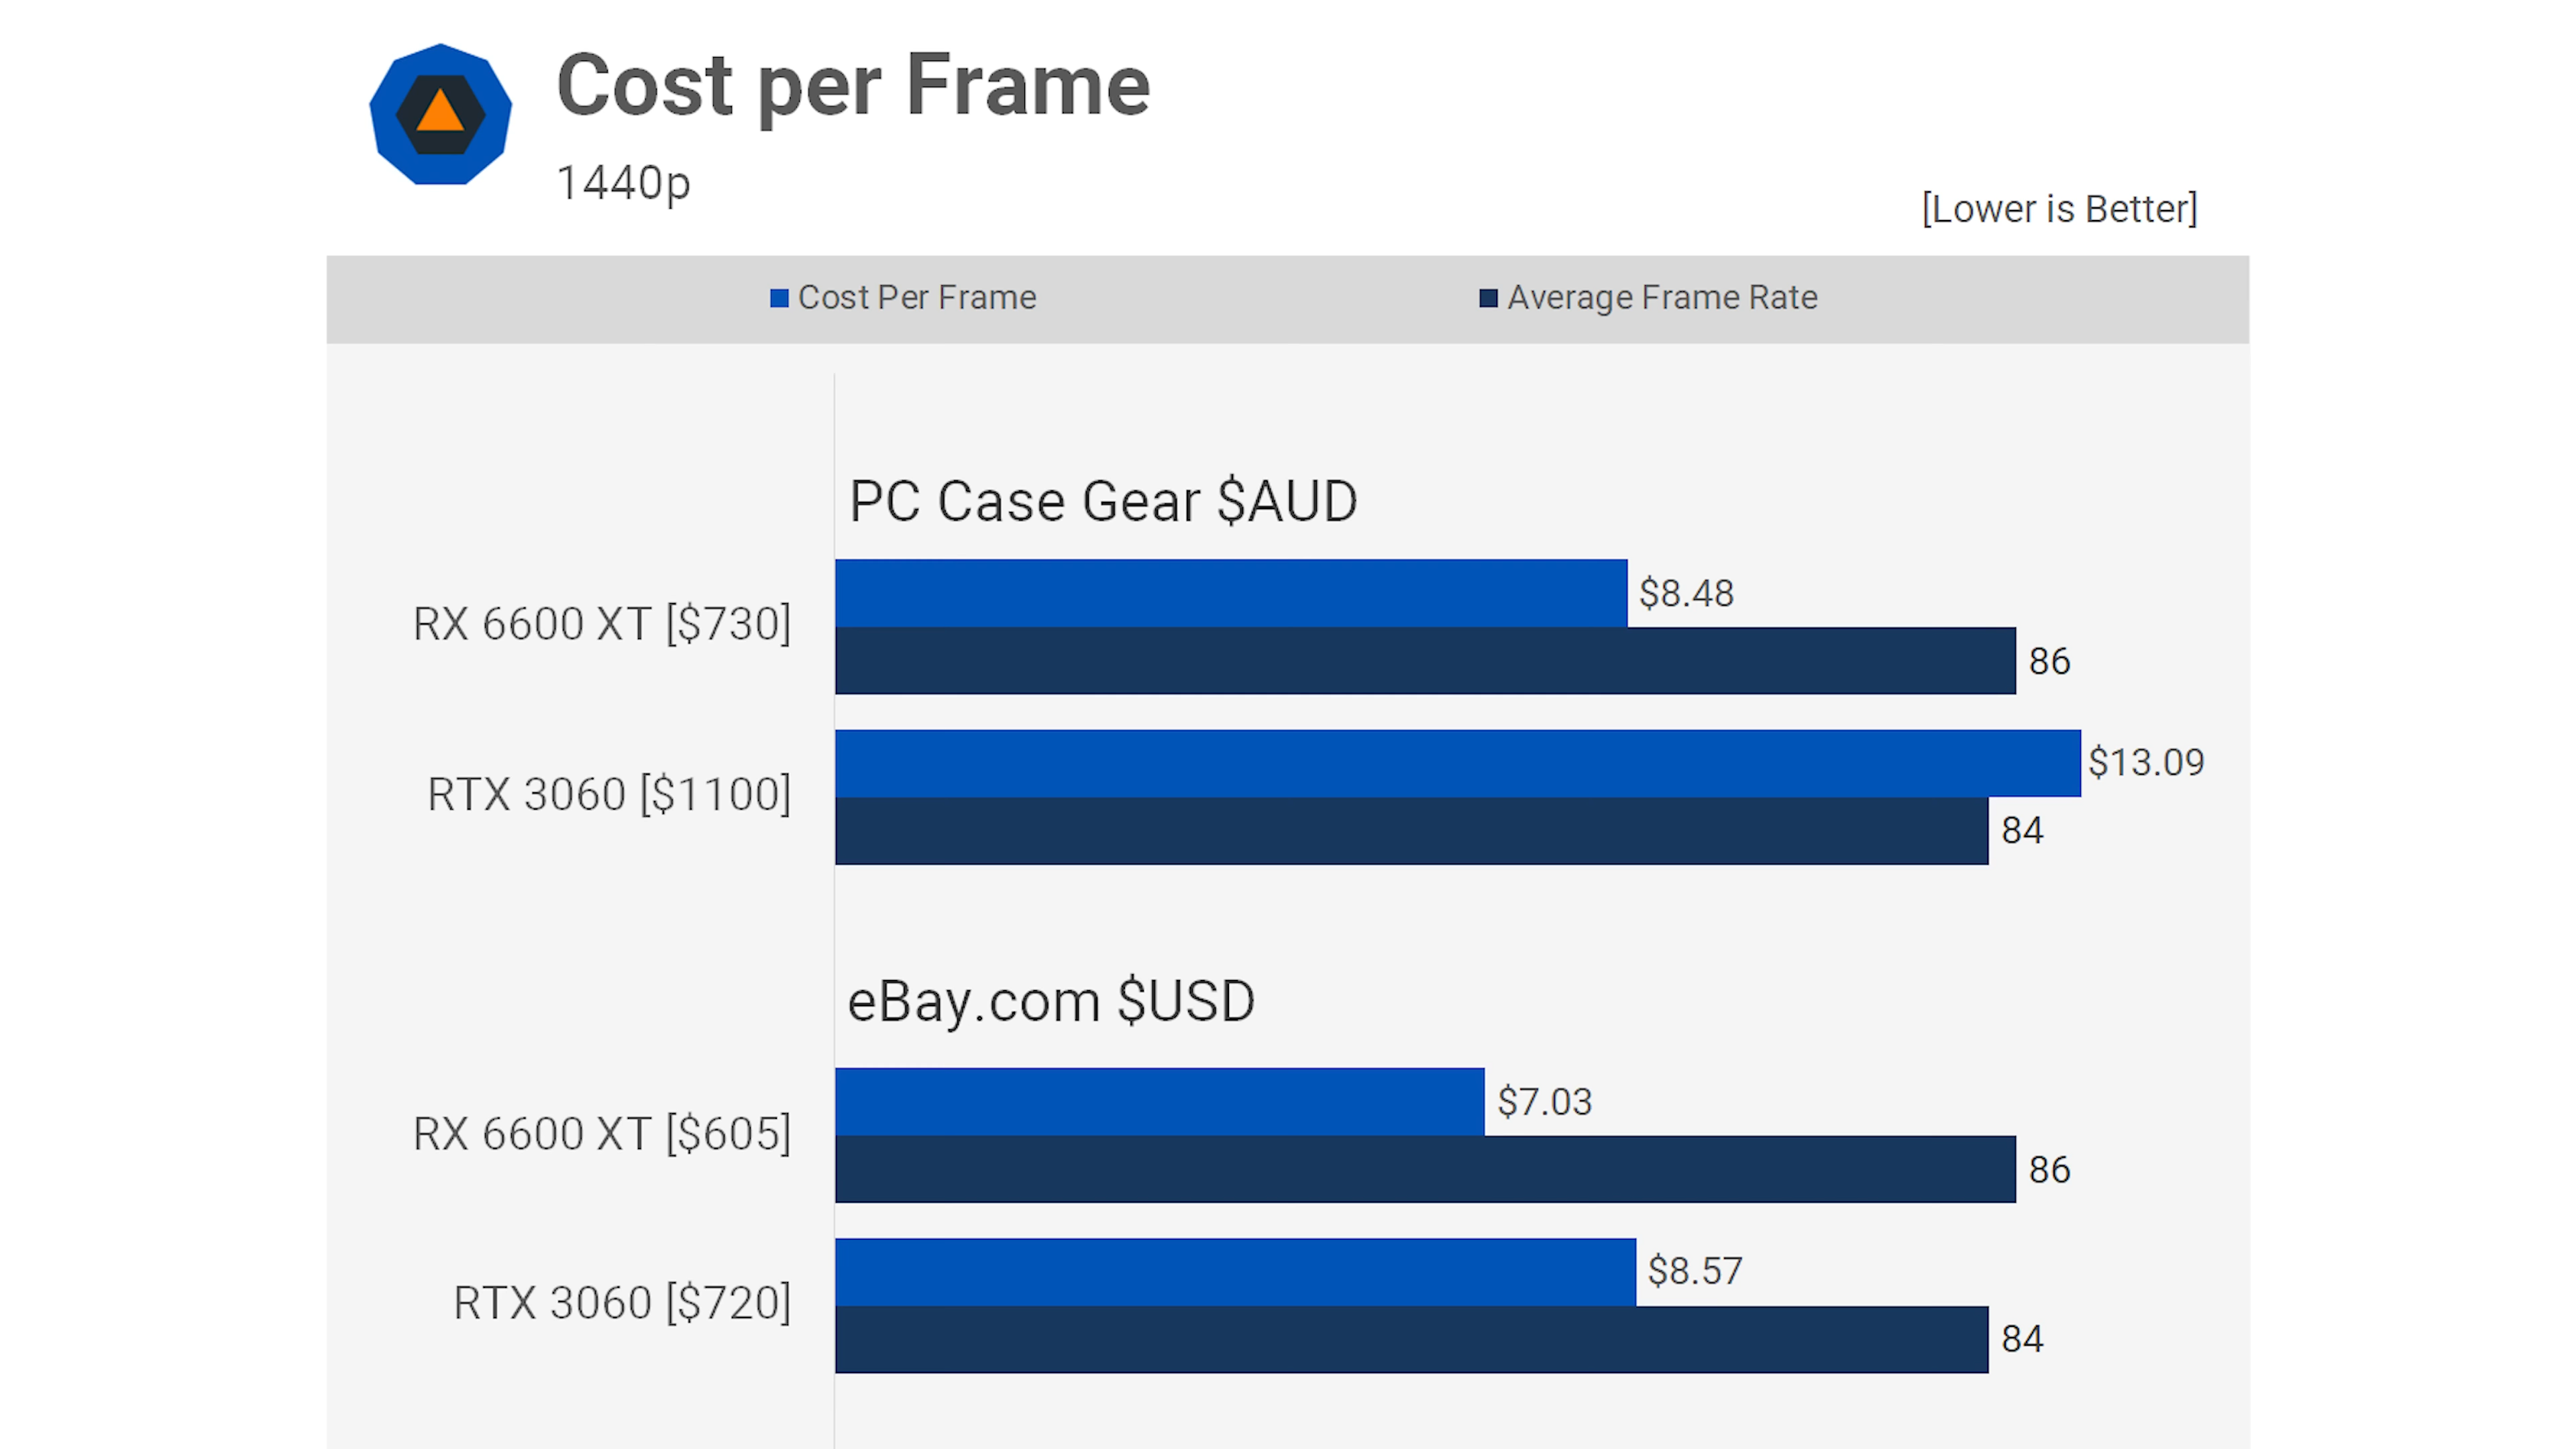 Cost per Frame
1440p
[Lower is Better]
Cost Per Frame Average Frame Rate
PC Case Gear $AUD
RX 6600 XT [$730]
$8.48
86
RTX 3060 [$1100]
$13.09
84
eBay.com $USD
RX 6600 XT [$605]
$7.03
86
RTX 3060 [$720]
$8.57
84